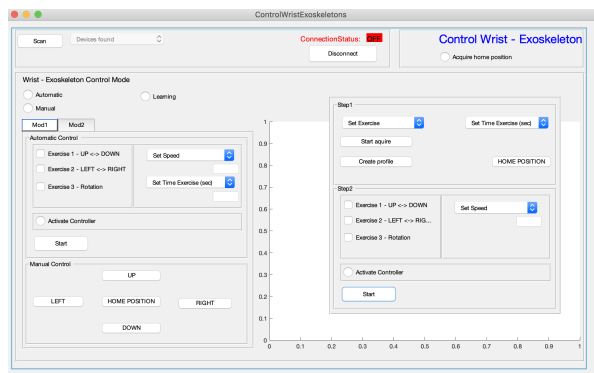 ControlWristExoskeletons
Scan
Devices found
ConnectionStatus: OFF
Disconnect
Control Wrist - Exoskeleton
Acquire home position
Wrist - Exoskeleton Control Mode
Automatic
Learning
Manual
Mod1
Mod2
Automatic Control
Exercise 1 - UP <-> DOWN
Set Speed
Exercise 2 - LEFT <-> RIGHT
Set Time Exercise (sec)
Exercise 3 - Rotation
Activate Controller
Start
Manual Control
UP
LEFT
HOME POSITION
RIGHT
DOWN
1
0.9
0.8
0.7
0.6
0.5
0.4
0.3
0.2
0.1
0
0 0.1 0.2 0.3 0.4 0.5 0.6 0.7 0.8 0.9 1
Step1
Set Exercise
Set Time Exercise (sec)
Start aquire
Create profile
HOME POSITION
Step2
Exercise 1 - UP <-> DOWN
Set Speed
Exercise 2 - LEFT <-> RIG...
Exercise 3 - Rotation
Activate Controller
Start